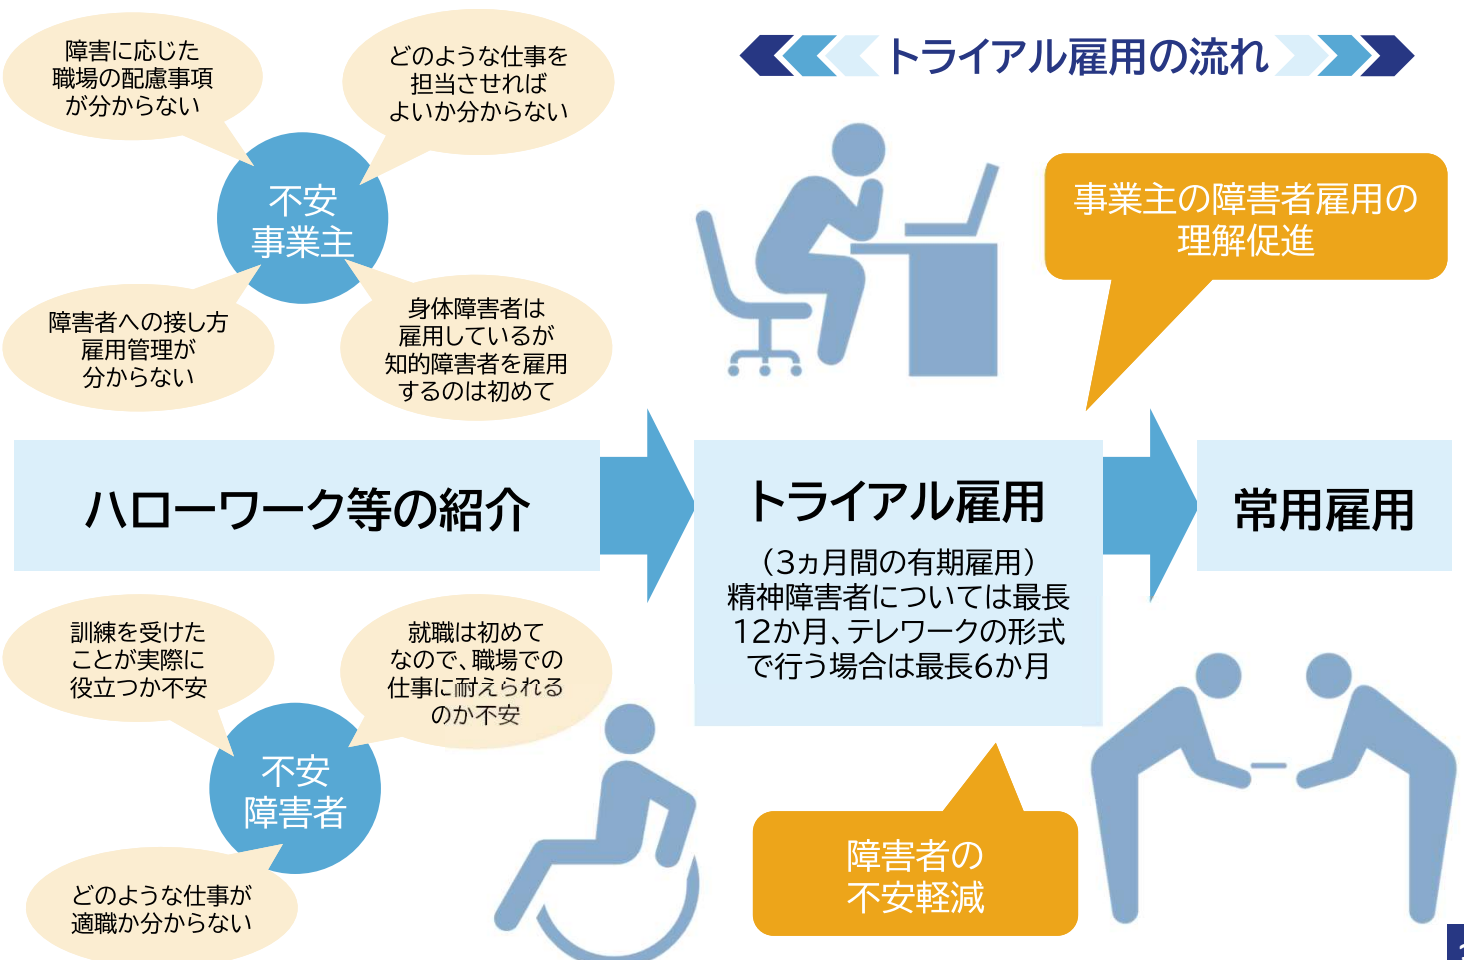 障害に応じた
職場の配慮事項
が分からない
どのような仕事を
担当させれば
よいか分からない
不安
事業主
障害者への接し方
雇用管理が
分からない
身体障害者は
雇用しているが
知的障害者を雇用
するのは初めて
トライアル雇用の流れ
事業主の障害者雇用の
理解促進
ハローワーク等の紹介
トライアル雇用
（3ヵ月間の有期雇用）
精神障害者については最長
12か月、テレワークの形式
で行う場合は最長6か月
常用雇用
訓練を受けた
ことが実際に
役立つか不安
就職は初めて
なので、職場での
仕事に耐えられる
のか不安
不安
障害者
どのような仕事が
適職か分からない
障害者の
不安軽減